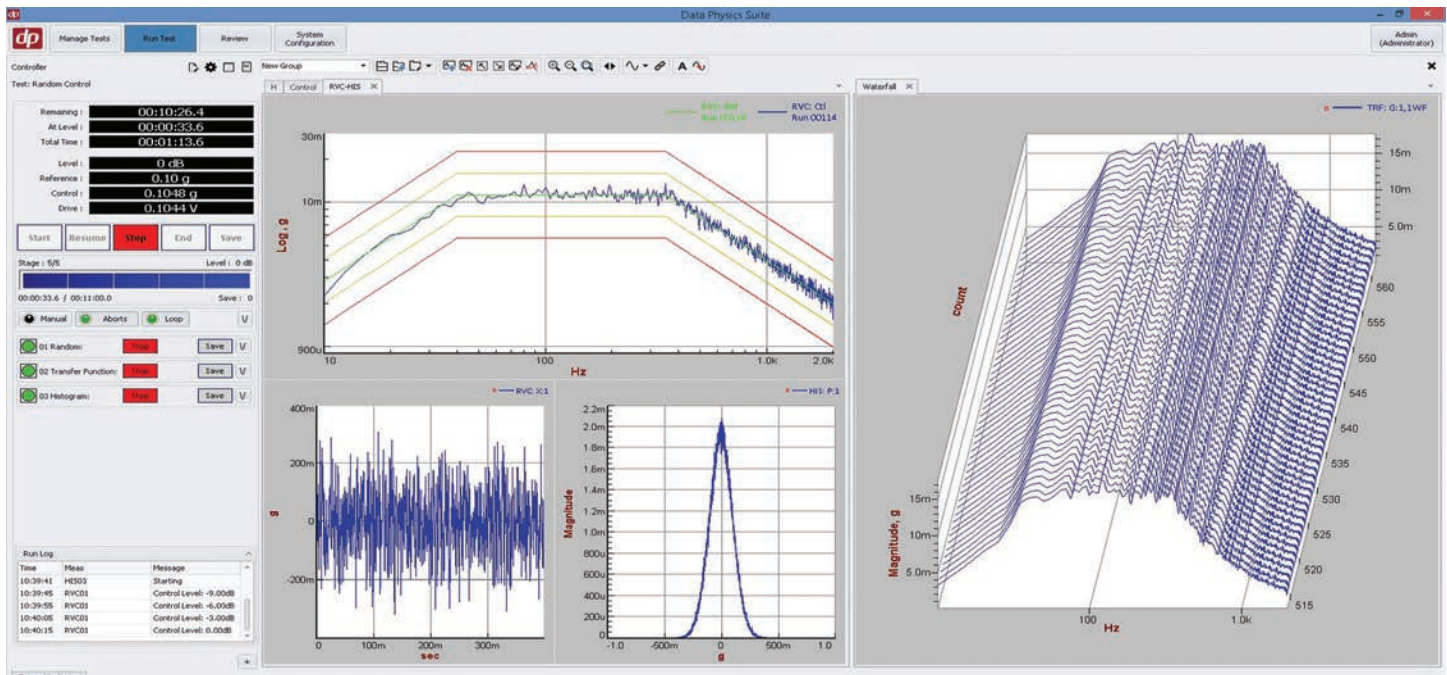 dp
Data Physics Suite
dp
Manage Tests
Run Test
Review
System
Configuration
Admin
(Administrator)
Controller
Test: Random Control
Remaining : 00:10:26.4
At Level : 00:00:33.6
Total Time : 00:01:13.6
Level : 0 dB
Reference : 0.10 g
Control : 0.1048 g
Drive : 0.1044 V
Start Resume Stop End Save
Stage : 5/5 Level : 0 dB
00:00:33.6 / 00:11:00.0 Save : 0
Manual Aborts Loop V
01 Random: Stop Save V
02 Transfer Function: Stop Save V
03 Histogram: Stop Save V
Run Log
Time Meas Message
10:39:41 HIS03 Starting
10:39:45 RVC01 Control Level: -9.00dB
10:39:55 RVC01 Control Level: -6.00dB
10:40:05 RVC01 Control Level: -3.00dB
10:40:15 RVC01 Control Level: 0.00dB
+
New Group
A
H Control RVC-HIS
RVC: Ctl
Run 00114
30m
10m
900u
Log, g
10 100 1.0k 2.0k
Hz
RVC: X:1
400m
200m
0
-200m
g
0 100m 200m 300m
sec
HIS: P:1
2.2m
2.0m
1.8m
1.6m
1.4m
1.2m
1.0m
800u
600u
400u
200u
0
Magnitude
-1.0 -500m 0 500m 1.0
g
Waterfall
TRF: G:1,1WF
15m
10m
5.0m
count
560
555
550
545
540
535
530
525
520
515
15m
10m
5.0m
Magnitude, g
100 1.0k
Hz